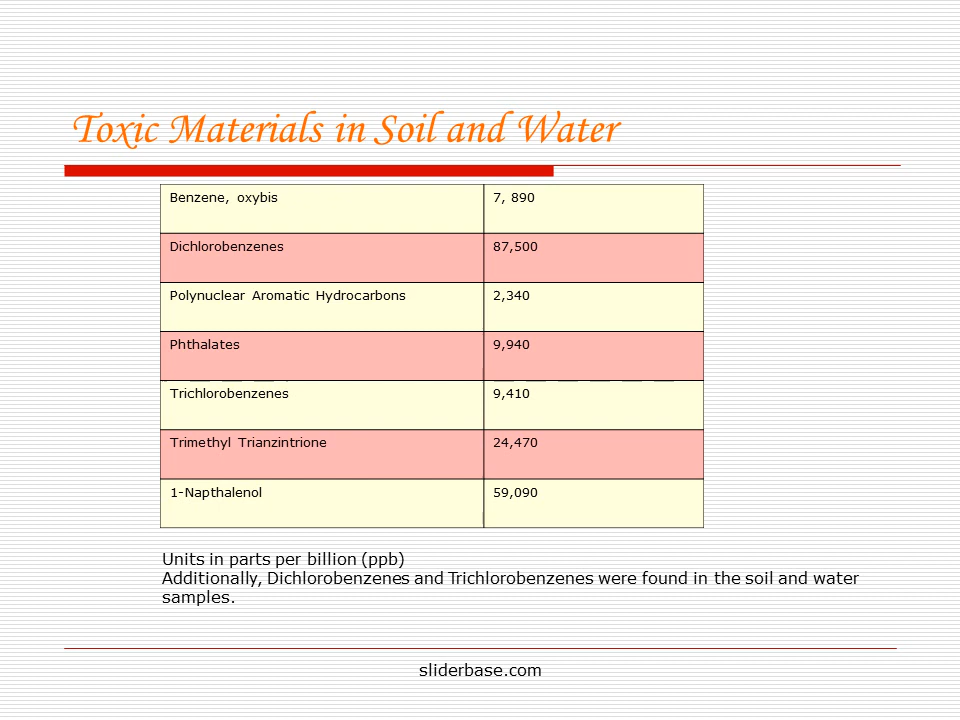 Toxic Materials in Soil and Water
Benzene, oxybis 7, 890
Dichlorobenzenes 87,500
Polynuclear Aromatic Hydrocarbons 2,340
Phthalates 9,940
Trichlorobenzenes 9,410
Trimethyl Trianzintrione 24,470
1-Napthalenol 59,090
Units in parts per billion (ppb)
Additionally, Dichlorobenzenes and Trichlorobenzenes were found in the soil and water
samples.
sliderbase.com